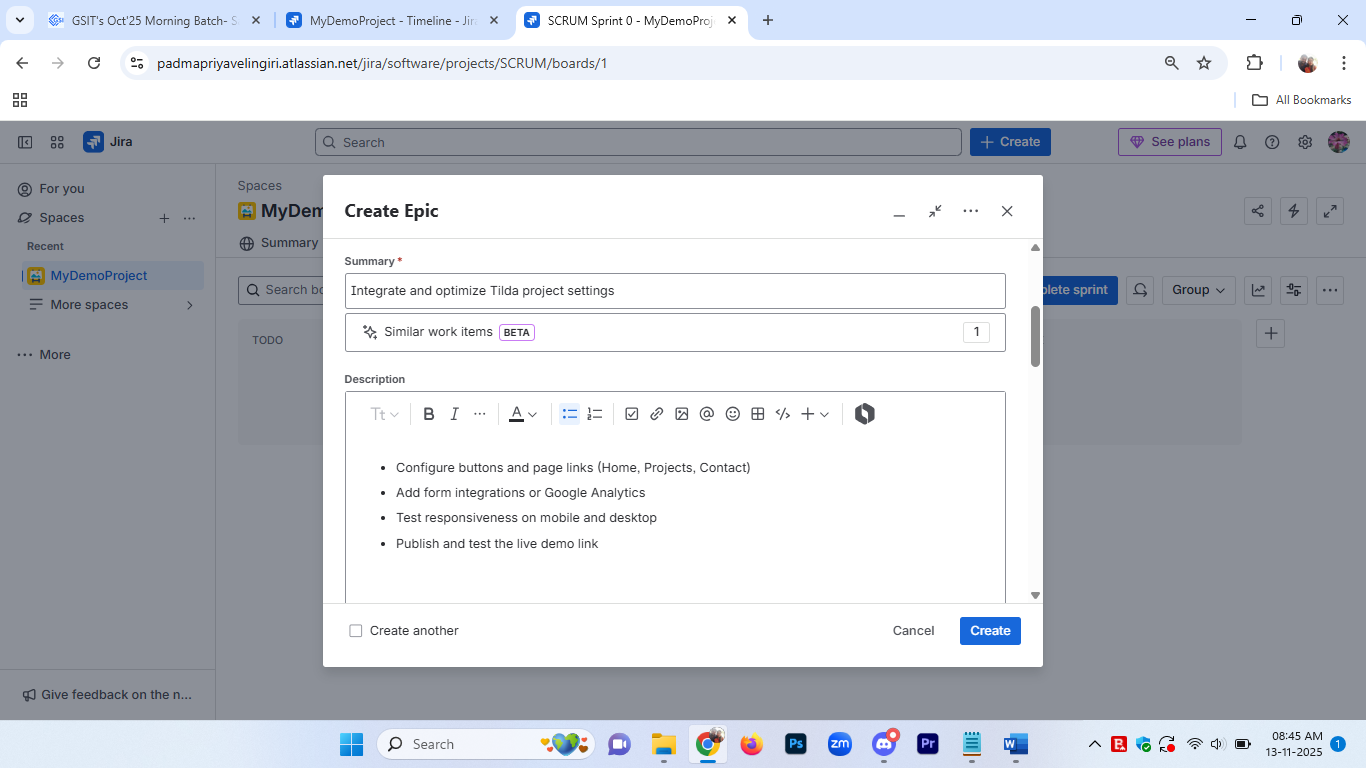 GSIT's Oct'25 Morning Batch- S
MyDemoProject - Timeline - Jir
SCRUM Sprint 0 - MyDemoProj
padmapriyavelingiri.atlassian.net/jira/software/projects/SCRUM/boards/1
All Bookmarks
Jira
Search
Create
See plans
For you
Spaces
Recent
MyDemoProject
More spaces
More
Give feedback on the n...
Spaces
MyDem
Summary
Search bo
plete sprint
Group
TODO
Create Epic
Summary *
Integrate and optimize Tilda project settings
Similar work items BETA 1
Description
Tt B I A
Configure buttons and page links (Home, Projects, Contact)
Add form integrations or Google Analytics
Test responsiveness on mobile and desktop
Publish and test the live demo link
Create another
Cancel
Create
Search
Ps
zm
Pr
W
08:45 AM
13-11-2025
1